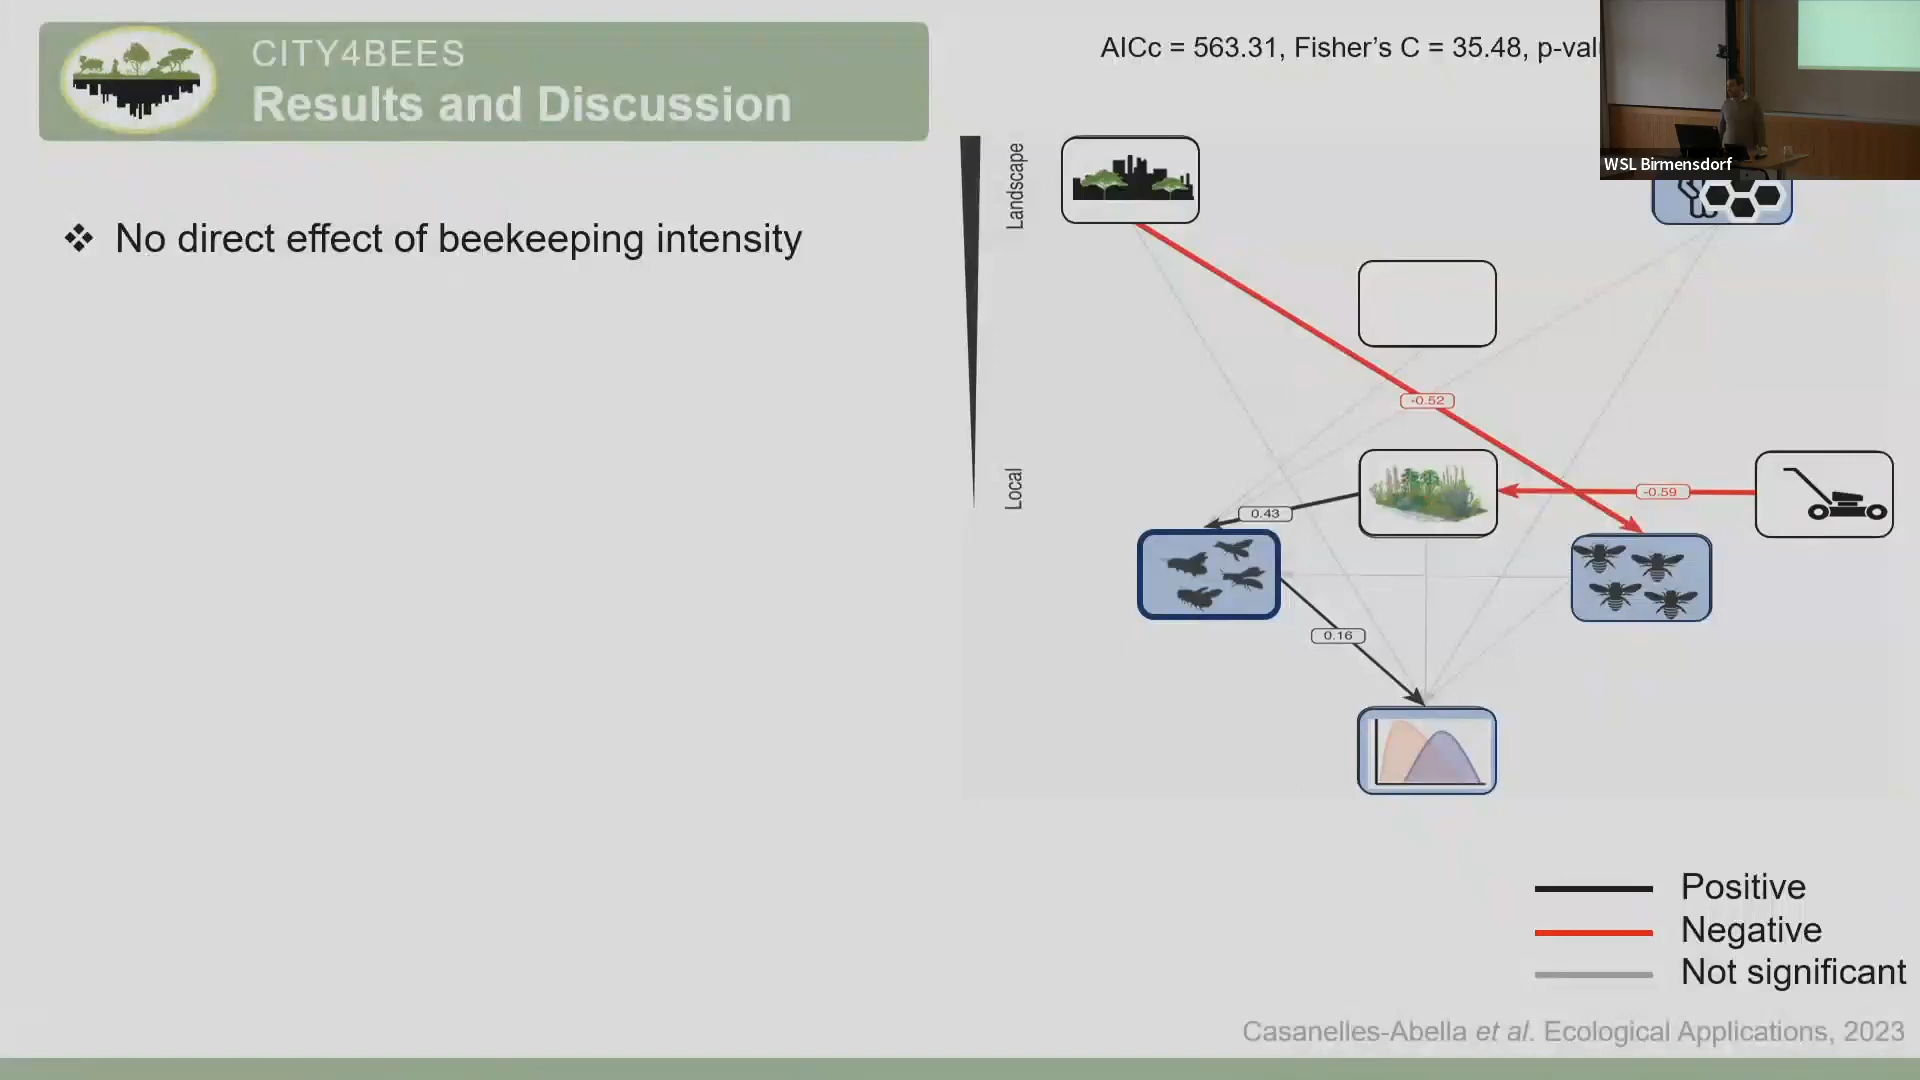 CITY4BEES
Results and Discussion
AICc = 563.31, Fisher's C = 35.48,
WSL Birmensdorf
❖ No direct effect of beekeeping intensity
Landscape
Local
-0.52
-0.59
0.43
0.16
Positive
Negative
Not significant
Casanelles-Abella et al. Ecological Applications, 2023